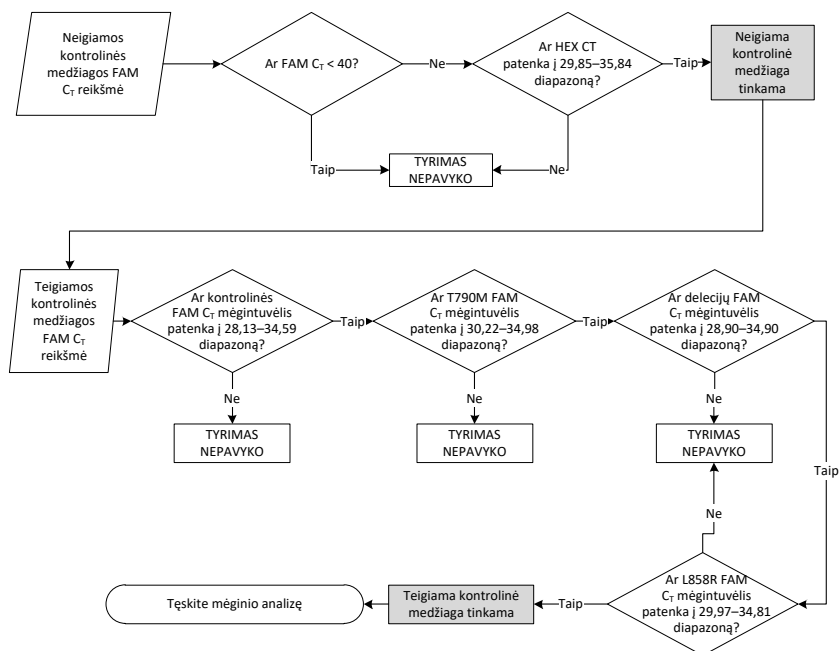 Neigiamos
kontrolinės
medžiagos FAM
CT reikšmė
Ar FAM CT < 40?
Ne
Ar HEX CT
patenka į 29,85–35,84
diapazoną?
Taip
Neigiama
kontrolinė
medžiaga
tinkama
Taip
TYRIMAS
NEPAVYKO
Ne
Teigiamos
kontrolinės
medžiagos
FAM CT
reikšmė
Ar kontrolinės
FAM CT mėgintuvėlis
patenka į 28,13–34,59
diapazoną?
Taip
Ar T790M FAM
CT mėgintuvėlis
patenka į 30,22–34,98
diapazoną?
Taip
Ar delecijų FAM
CT mėgintuvėlis
patenka į 28,90–34,90
diapazoną?
Ne
Ne
Ne
TYRIMAS
NEPAVYKO
TYRIMAS
NEPAVYKO
TYRIMAS
NEPAVYKO
Taip
Ne
Ar L858R FAM
CT mėgintuvėlis
patenka į 29,97–34,81
diapazoną?
Taip
Teigiama kontrolinė
medžiaga tinkama
Tęskite mėginio analizę